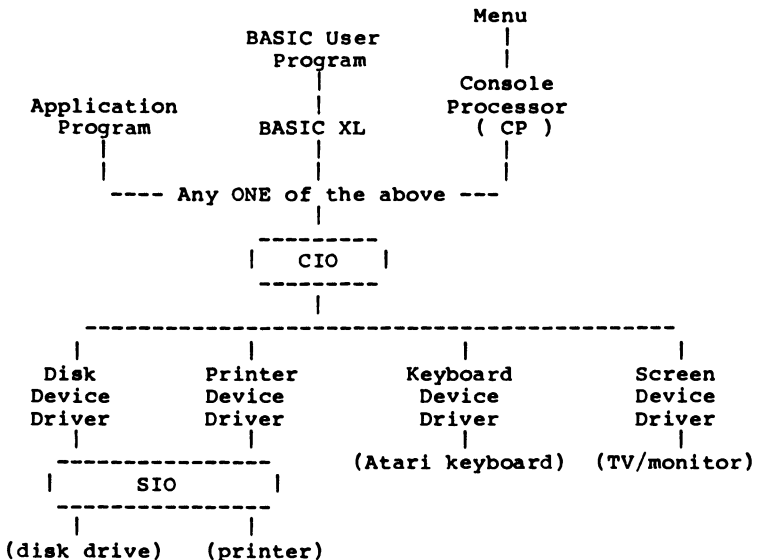 Menu
BASIC User
Program
Console
Processor
( CP )
Application
Program
BASIC XL
---- Any ONE of the above ---
CIO
Disk Device Driver
Printer Device Driver
Keyboard Device Driver
Screen Device Driver
(Atari keyboard) (TV/monitor)
SIO
(disk drive) (printer)